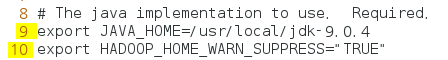 8 # The java implementation to use.  Required.
9 export JAVA_HOME=/usr/local/jdk-9.0.4
10 export HADOOP_HOME_WARN_SUPPRESS="TRUE"